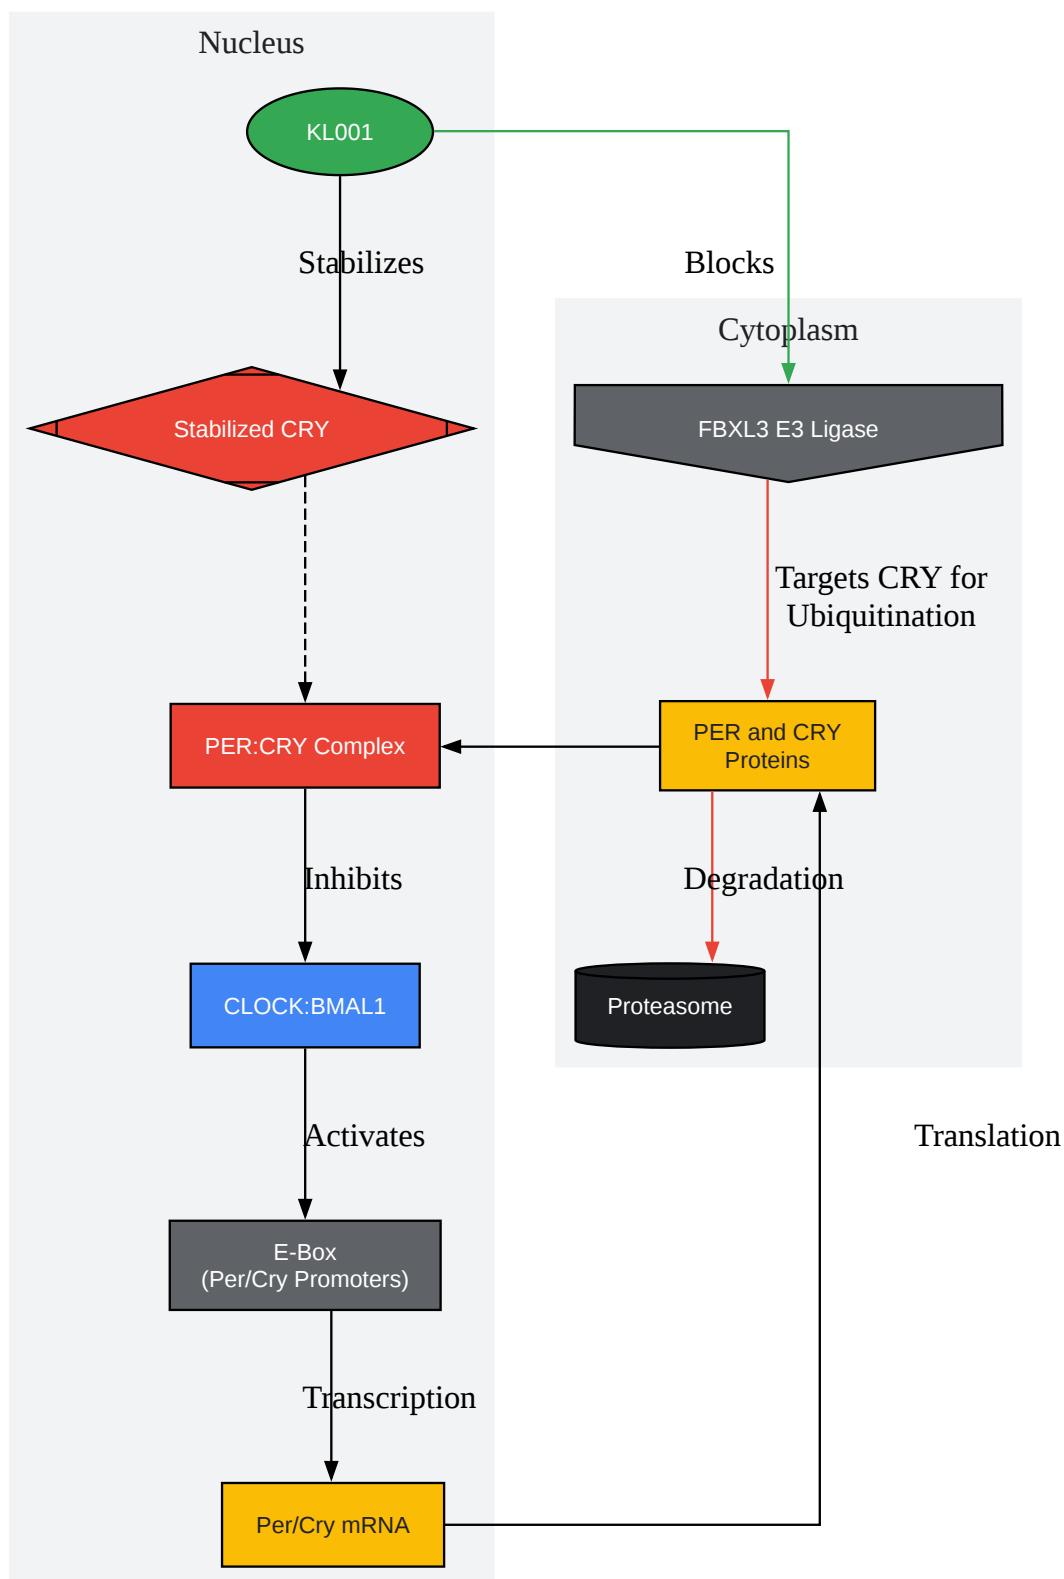 Nucleus
KL001
Stabilizes
Blocks
Cytoplasm
Stabilized CRY
FBXL3 E3 Ligase
Targets CRY for
Ubiquitination
PER:CRY Complex
PER and CRY
Proteins
Inhibits
Degradation
CLOCK:BMAL1
Proteasome
Activates
Translation
E-Box
(Per/Cry Promoters)
Transcription
Per/Cry mRNA